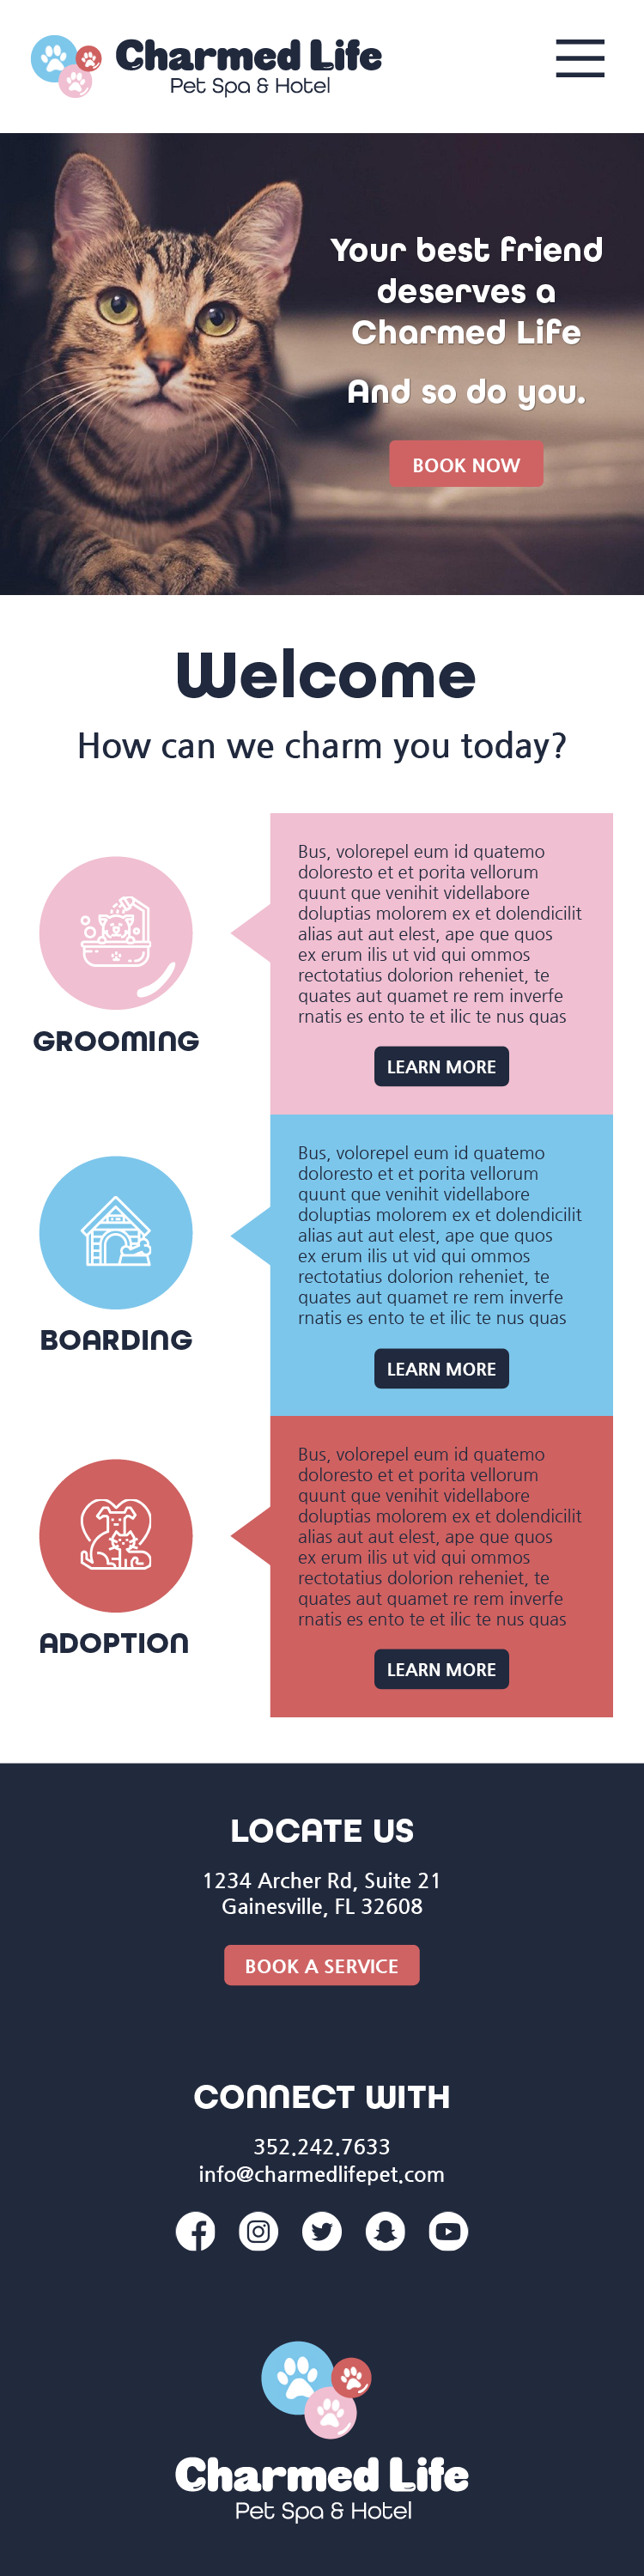 Charmed Life
Pet Spa & Hotel
Your best friend
deserves a
Charmed Life
And so do you.
BOOK NOW
Welcome
How can we charm you today?
GROOMING
Bus, volorepel eum id quatemo
doloresto et et porita vellorum
quunt que venihit videllabore
doluptias molorem ex et dolendicilit
alias aut aut elest, ape que quos
ex erum ilis ut vid qui ommos
rectotatius dolorion reheniet, te
quates aut quamet re rem inverfe
rnatis es ento te et ilic te nus quas
LEARN MORE
BOARDING
Bus, volorepel eum id quatemo
doloresto et et porita vellorum
quunt que venihit videllabore
doluptias molorem ex et dolendicilit
alias aut aut elest, ape que quos
ex erum ilis ut vid qui ommos
rectotatius dolorion reheniet, te
quates aut quamet re rem inverfe
rnatis es ento te et ilic te nus quas
LEARN MORE
ADOPTION
Bus, volorepel eum id quatemo
doloresto et et porita vellorum
quunt que venihit videllabore
doluptias molorem ex et dolendicilit
alias aut aut elest, ape que quos
ex erum ilis ut vid qui ommos
rectotatius dolorion reheniet, te
quates aut quamet re rem inverfe
rnatis es ento te et ilic te nus quas
LEARN MORE
LOCATE US
1234 Archer Rd, Suite 21
Gainesville, FL 32608
BOOK A SERVICE
CONNECT WITH
352.242.7633
info@charmedlifepet.com
Charmed Life
Pet Spa & Hotel